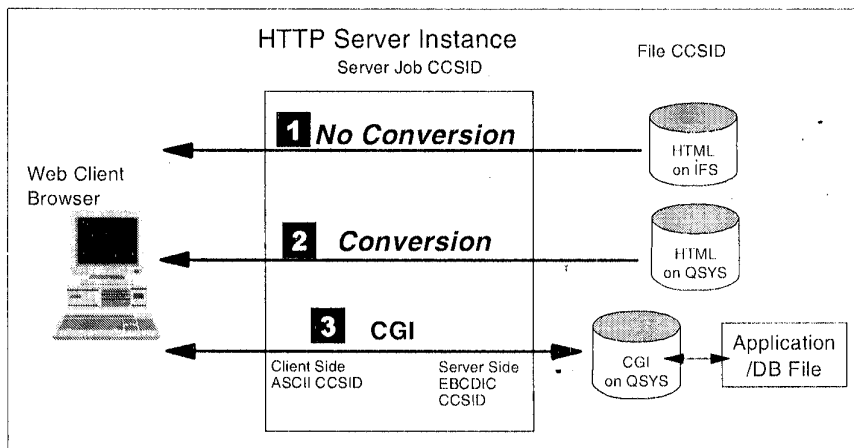 HTTP Server Instance
Server Job CCSID
File CCSID
1 No Conversion
HTML
on IFS
Web Client
Browser
2 Conversion
HTML
on QSYS
3 CGI
Client Side
ASCII CCSID
Server Side
EBCDIC
CCSID
CGI
on QSYS
Application
/DB File